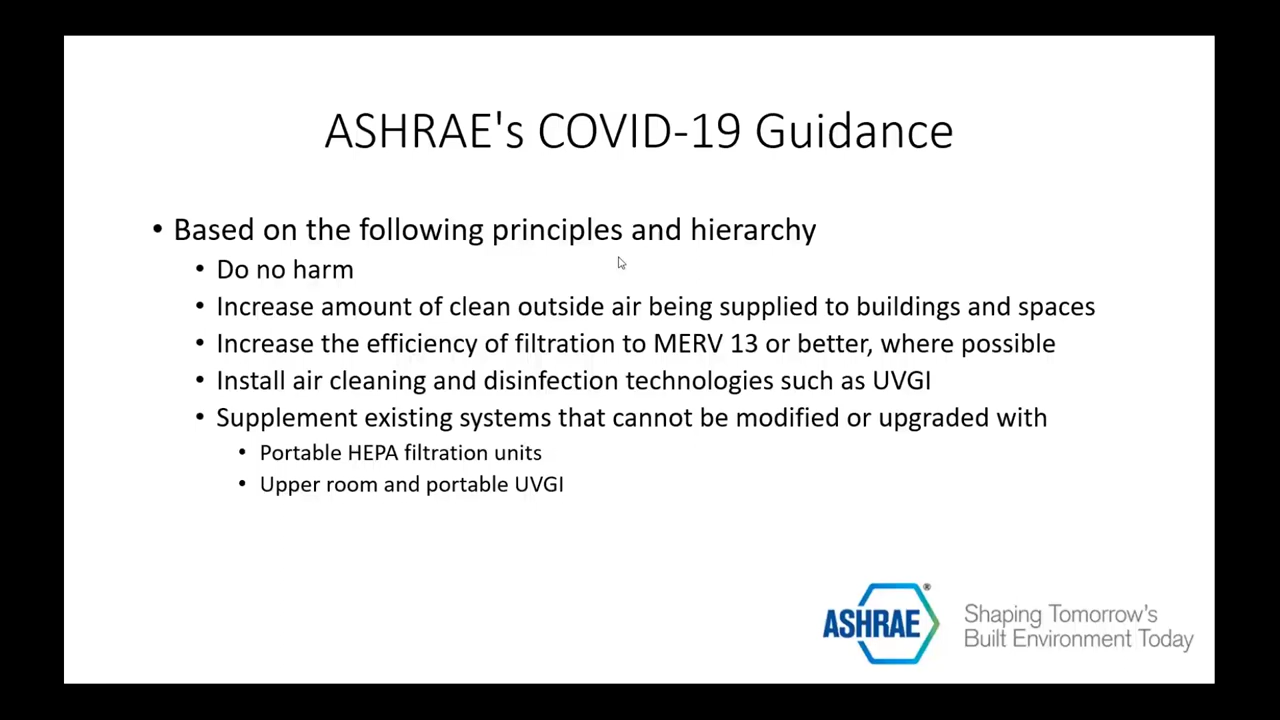 ASHRAE's COVID-19 Guidance
• Based on the following principles and hierarchy
• Do no harm
• Increase amount of clean outside air being supplied to buildings and spaces
• Increase the efficiency of filtration to MERV 13 or better, where possible
• Install air cleaning and disinfection technologies such as UVGI
• Supplement existing systems that cannot be modified or upgraded with
• Portable HEPA filtration units
• Upper room and portable UVGI
ASHRAE®
Shaping Tomorrow's
Built Environment Today